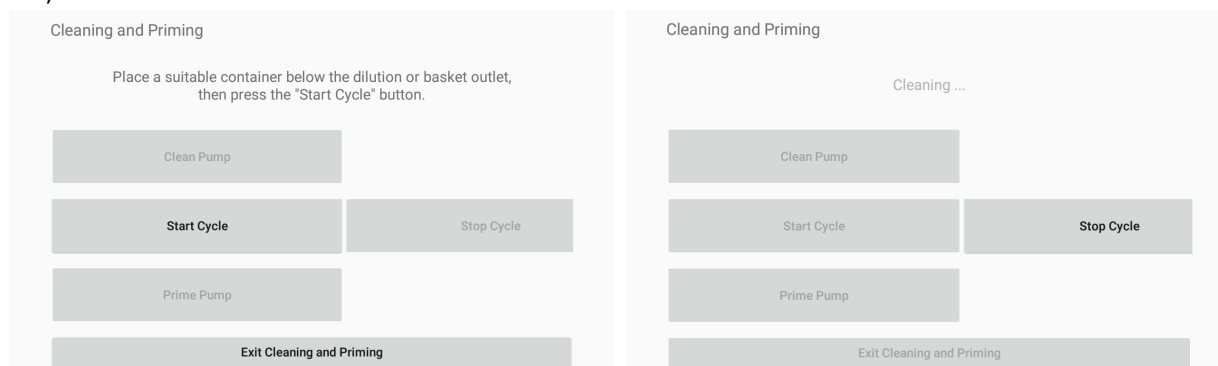 Cleaning and Priming
Place a suitable container below the dilution or basket outlet,
then press the "Start Cycle" button.
Clean Pump
Start Cycle
Stop Cycle
Prime Pump
Exit Cleaning and Priming
Cleaning and Priming
Cleaning ...
Clean Pump
Start Cycle
Stop Cycle
Prime Pump
Exit Cleaning and Priming